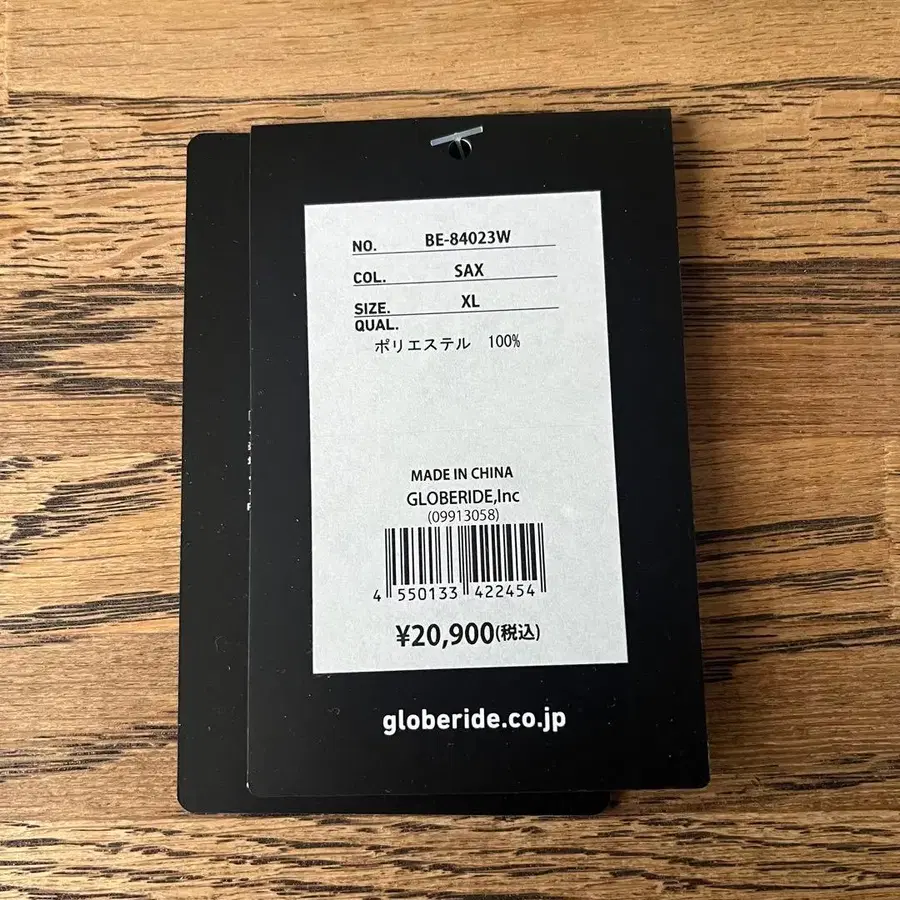 NO. BE-84023W
COL. SAX
SIZE. XL
QUAL.
ポリエステル 100%
MADE IN CHINA
GLOBERIDE,Inc
(09913058)
4 550133 422454
¥20,900(税込)
globeride.co.jp